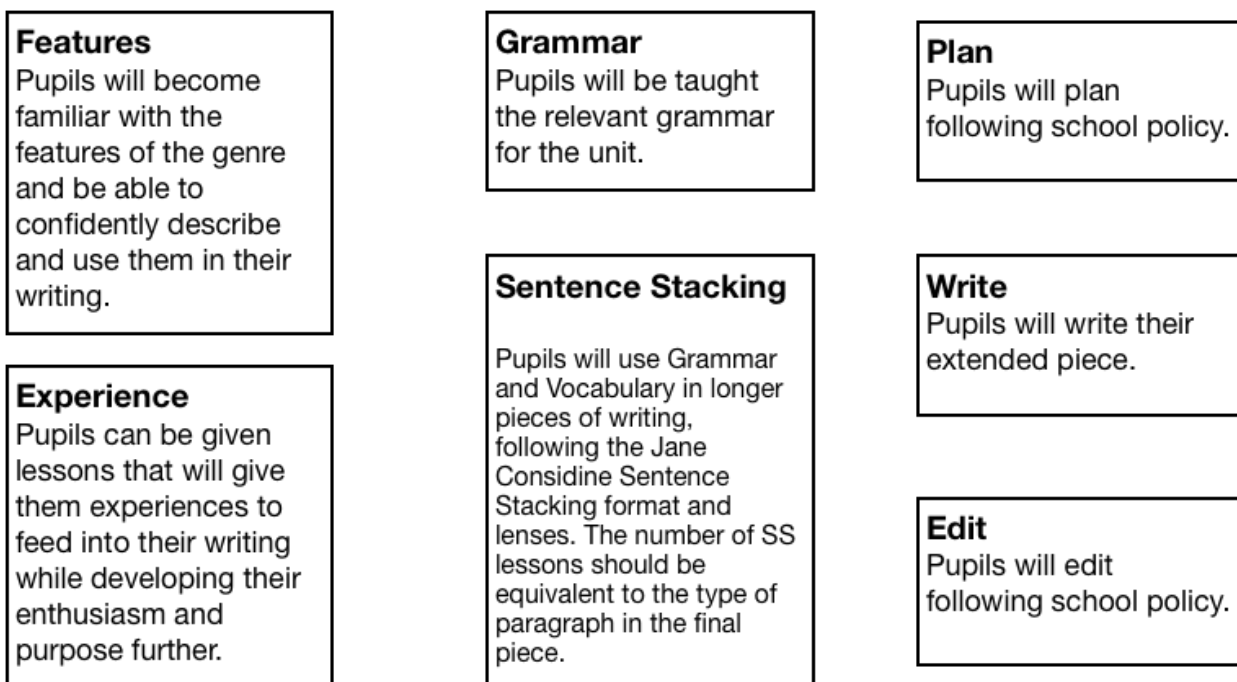 Features
Pupils will become
familiar with the
features of the genre
and be able to
confidently describe
and use them in their
writing.
Experience
Pupils can be given
lessons that will give
them experiences to
feed into their writing
while developing their
enthusiasm and
purpose further.
Grammar
Pupils will be taught
the relevant grammar
for the unit.
Sentence Stacking
Pupils will use Grammar
and Vocabulary in longer
pieces of writing,
following the Jane
Considine Sentence
Stacking format and
lenses. The number of SS
lessons should be
equivalent to the type of
paragraph in the final
piece.
Plan
Pupils will plan
following school policy.
Write
Pupils will write their
extended piece.
Edit
Pupils will edit
following school policy.